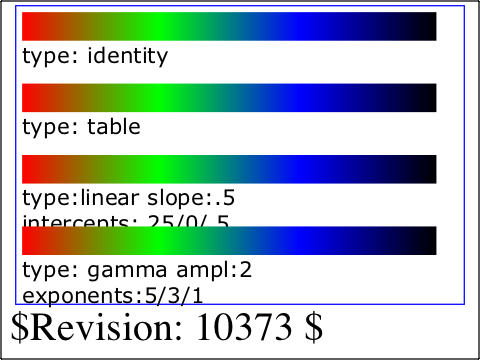 type: identity
type: table
type:linear slope:.5
intercepts:.25/0/.5
type: gamma ampl:2
exponents:5/3/1
$Revision: 10373 $